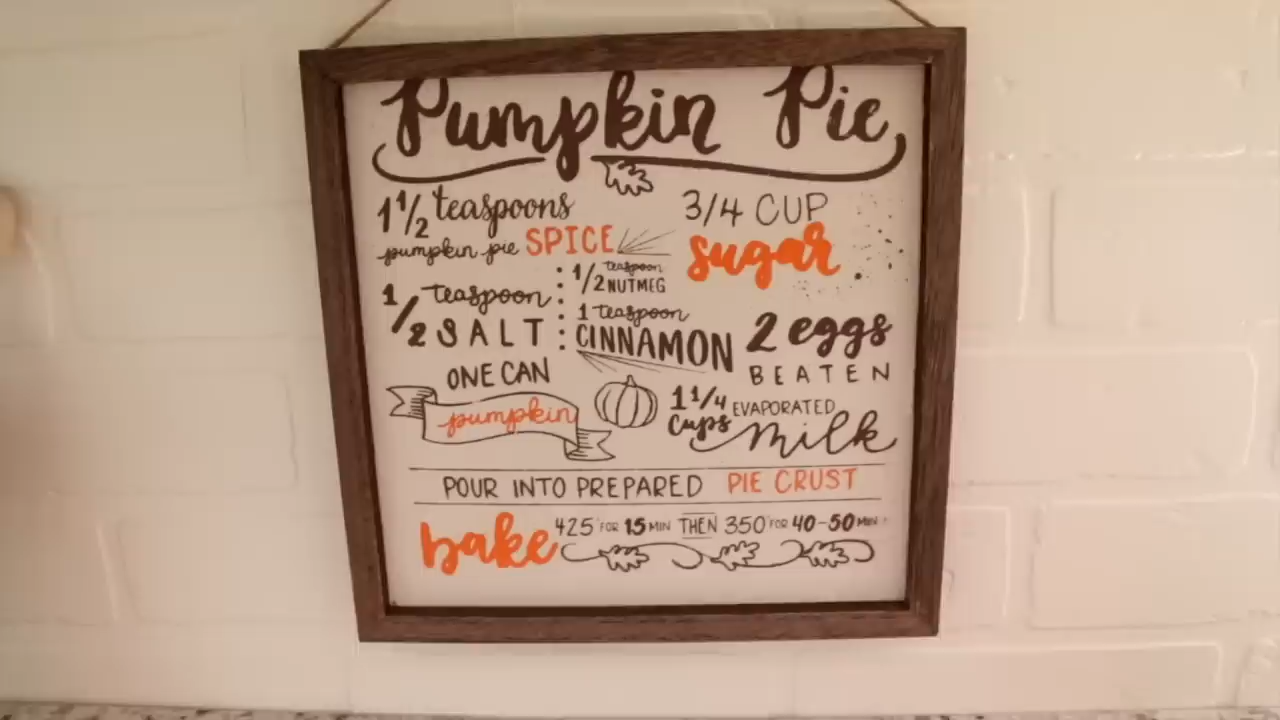 Pumpkin Pie
1 1/2 teaspoons
pumpkin pie SPICE
3/4 CUP
sugar
1/2 teaspoon
SALT
1/2 teaspoon
NUTMEG
1 teaspoon
CINNAMON
2 eggs
BEATEN
ONE CAN
pumpkin
1 1/4 cups EVAPORATED
milk
POUR INTO PREPARED PIE CRUST
bake 425° FOR 15 MIN THEN 350° FOR 40-50 MIN